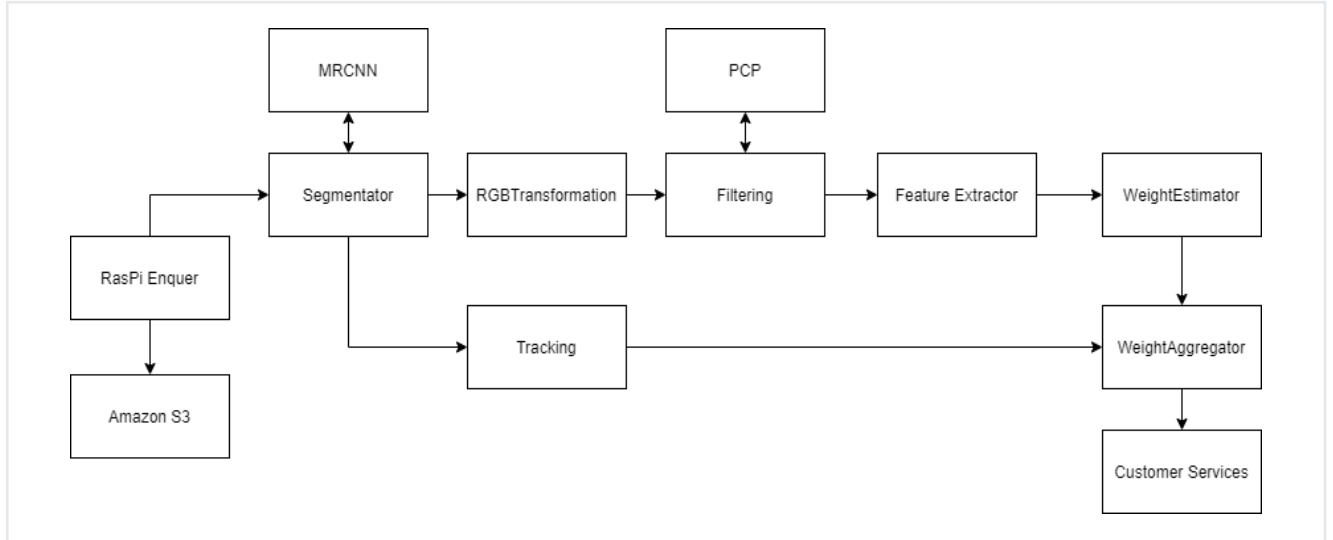 MRCNN
PCP
Segmentator
RGBTransformation
Filtering
Feature Extractor
WeightEstimator
RasPi Enquer
Tracking
WeightAggregator
Amazon S3
Customer Services